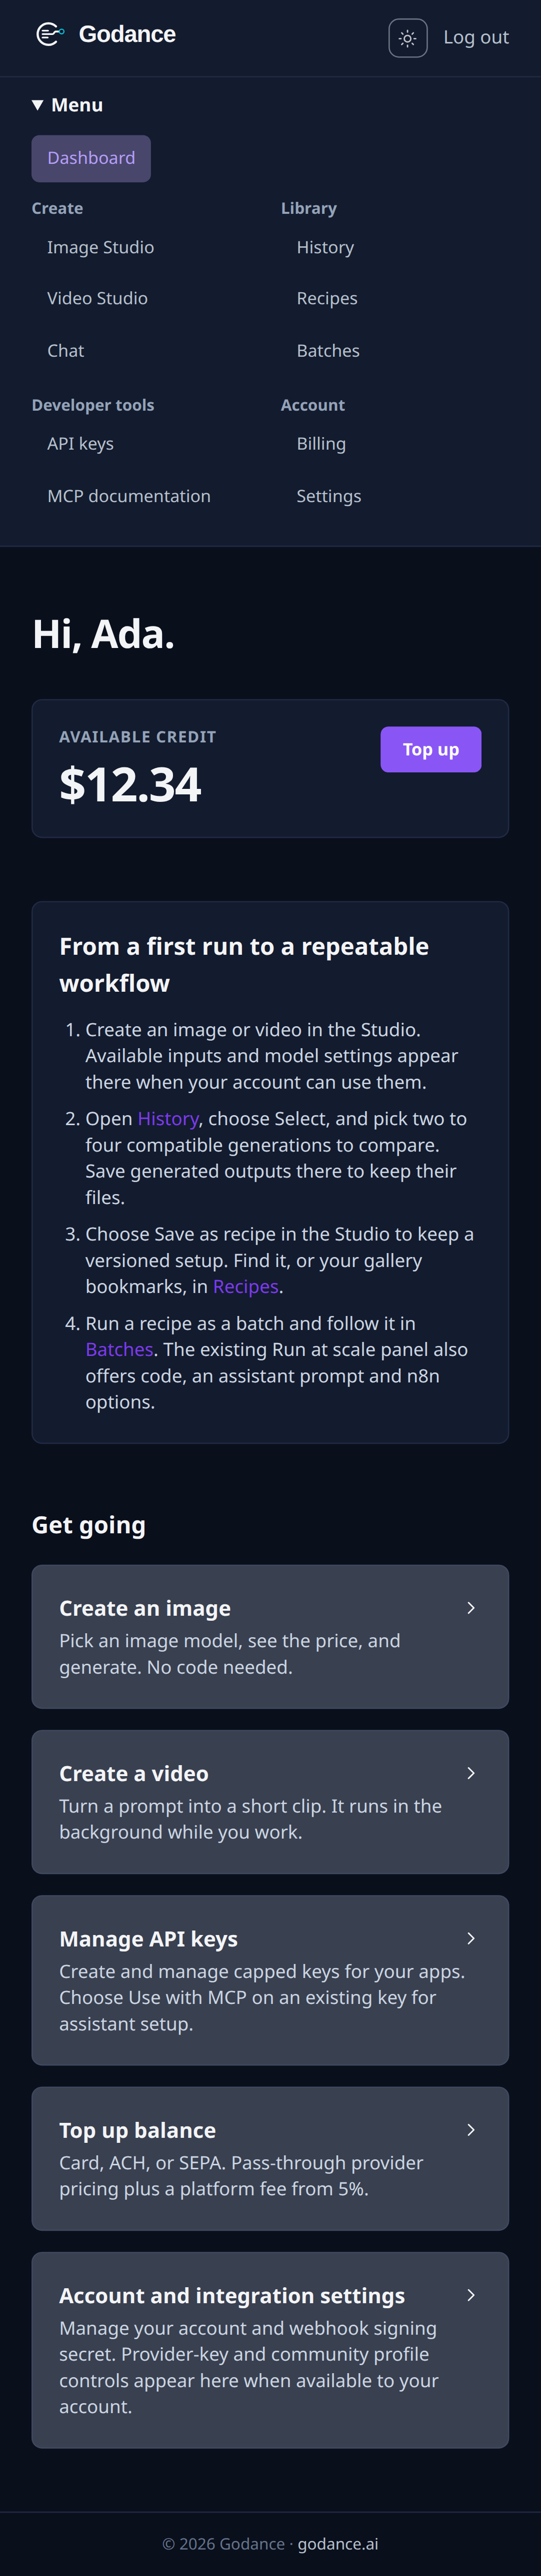 Godance
Log out
▼ Menu
Dashboard
Create
Image Studio
Video Studio
Chat
Library
History
Recipes
Batches
Developer tools
API keys
MCP documentation
Account
Billing
Settings
Hi, Ada.
AVAILABLE CREDIT
$12.34
Top up
From a first run to a repeatable
workflow
1. Create an image or video in the Studio.
Available inputs and model settings appear
there when your account can use them.
2. Open History, choose Select, and pick two to
four compatible generations to compare.
Save generated outputs there to keep their
files.
3. Choose Save as recipe in the Studio to keep a
versioned setup. Find it, or your gallery
bookmarks, in Recipes.
4. Run a recipe as a batch and follow it in
Batches. The existing Run at scale panel also
offers code, an assistant prompt and n8n
options.
Get going
Create an image
Pick an image model, see the price, and
generate. No code needed.
Create a video
Turn a prompt into a short clip. It runs in the
background while you work.
Manage API keys
Create and manage capped keys for your apps.
Choose Use with MCP on an existing key for
assistant setup.
Top up balance
Card, ACH, or SEPA. Pass-through provider
pricing plus a platform fee from 5%.
Account and integration settings
Manage your account and webhook signing
secret. Provider-key and community profile
controls appear here when available to your
account.
© 2026 Godance · godance.ai